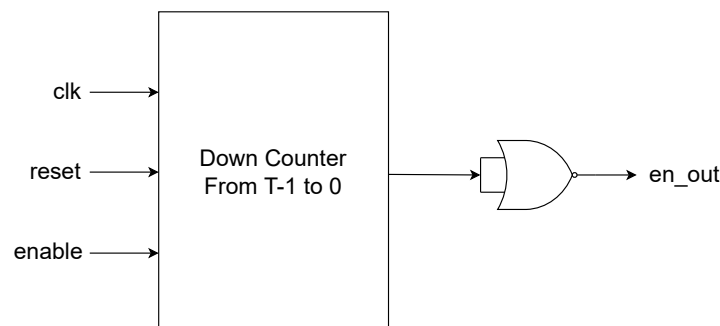 clk
reset
enable
Down Counter
From T-1 to 0
en_out